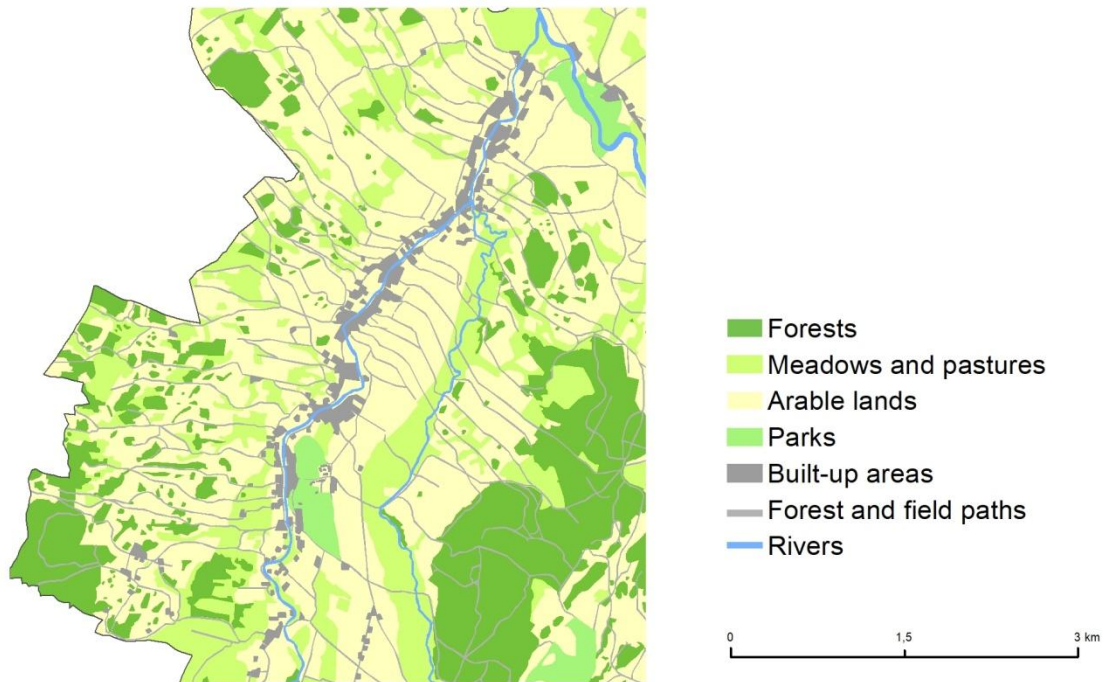 Forests
Meadows and pastures
Arable lands
Parks
Built-up areas
Forest and field paths
Rivers
0 1,5 3 km